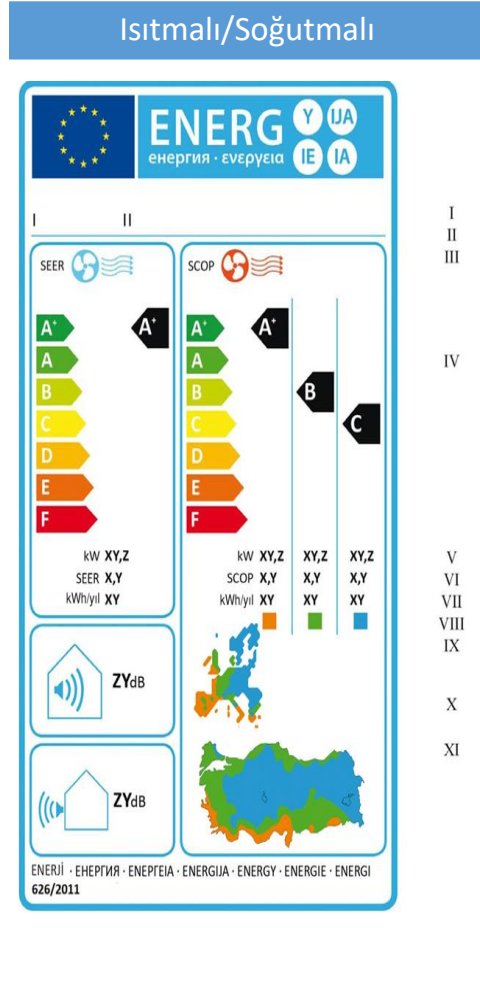 Isıtmalı/Soğutmalı
ENERG Y IJA
енергия · ενεργεια IE IA
I II
I
II
III
SEER SCOP
A⁺ A⁺ A⁺ A⁺
A A
B B B
C C C
D D
E E
F F
IV
kW XY,Z kW XY,Z XY,Z XY,Z
SEER X,Y SCOP X,Y X,Y X,Y
kWh/yıl XY kWh/yıl XY XY XY
V
VI
VII
VIII
IX
ZYdB
X
XI
ZYdB
ENERJİ · ЕНЕРГИЯ · ΕΝΕΡΓΕΙΑ · ENERGIJA · ENERGY · ENERGIE · ENERGI
626/2011